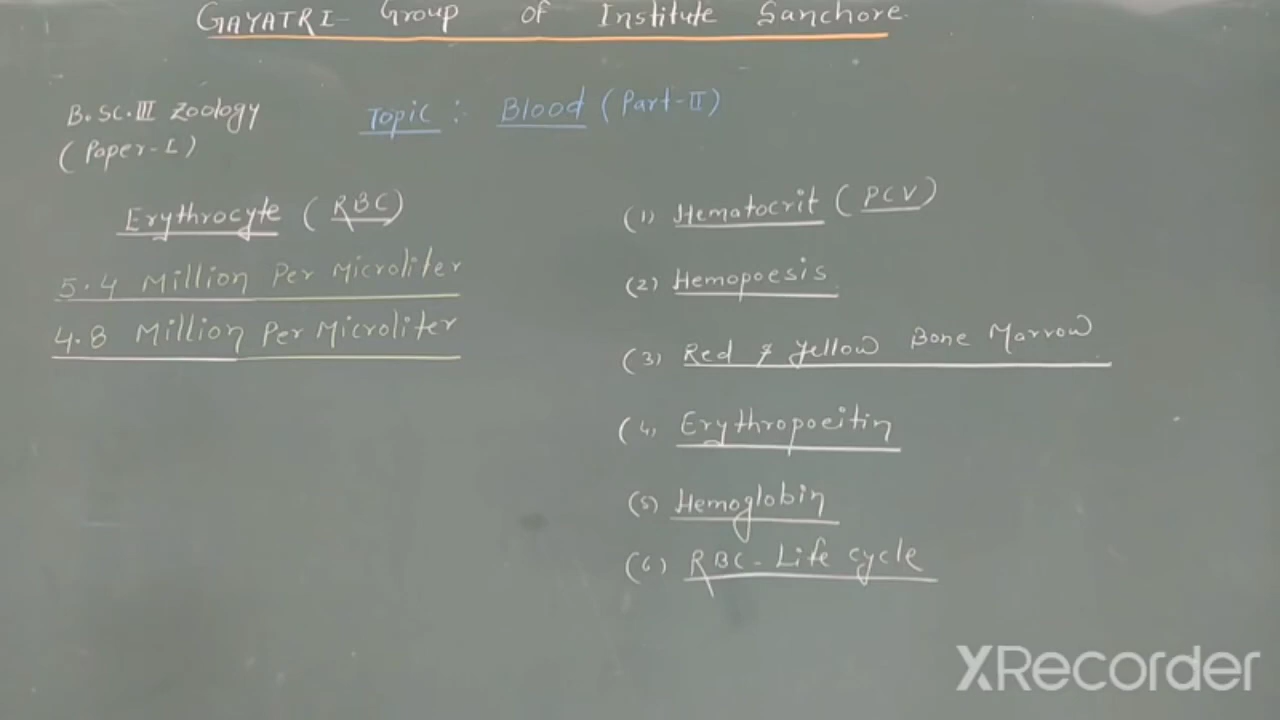 GAYATRI- Group of Institute Sanchore.
B.SC.III Zoology
(Paper-I)
Topic :- Blood (Part-II)
Erythrocyte (RBC)
5.4 Million Per Microliter
4.8 Million Per Microliter
(1) Hematocrit (PCV)
(2) Hemopoesis
(3) Red & Yellow Bone Marrow
(4) Erythropoeitin
(5) Hemoglobin
(6) RBC - Life cycle
XRecorder